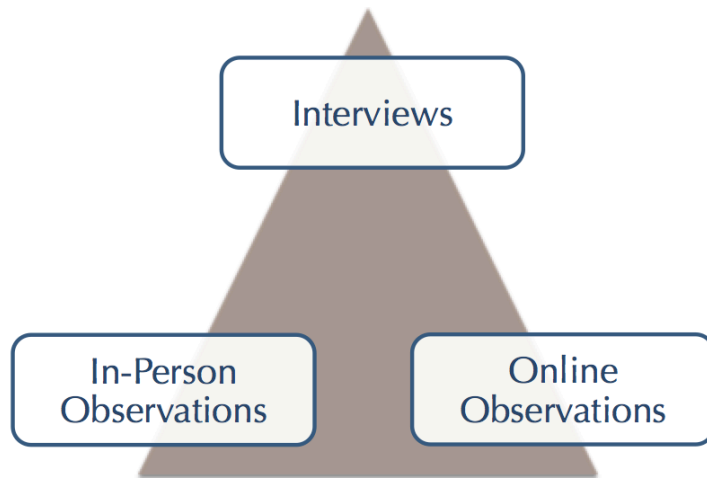 Interviews
In-Person
Observations
Online
Observations